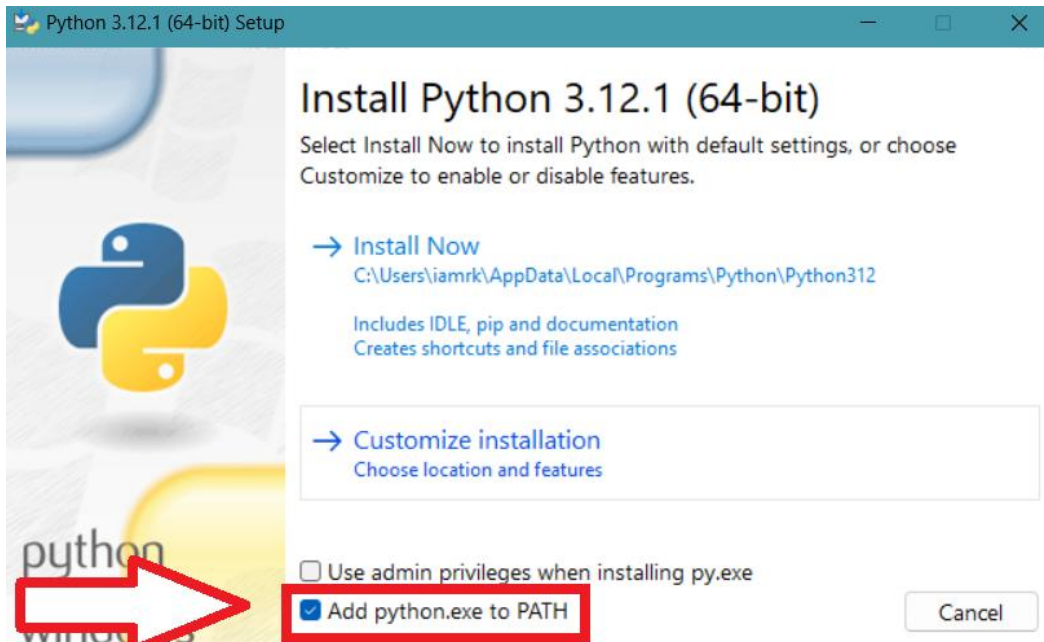 Python 3.12.1 (64-bit) Setup
Install Python 3.12.1 (64-bit)
Select Install Now to install Python with default settings, or choose
Customize to enable or disable features.
Install Now
C:\Users\iamrk\AppData\Local\Programs\Python\Python312
Includes IDLE, pip and documentation
Creates shortcuts and file associations
Customize installation
Choose location and features
python
windows
Use admin privileges when installing py.exe
Add python.exe to PATH
Cancel